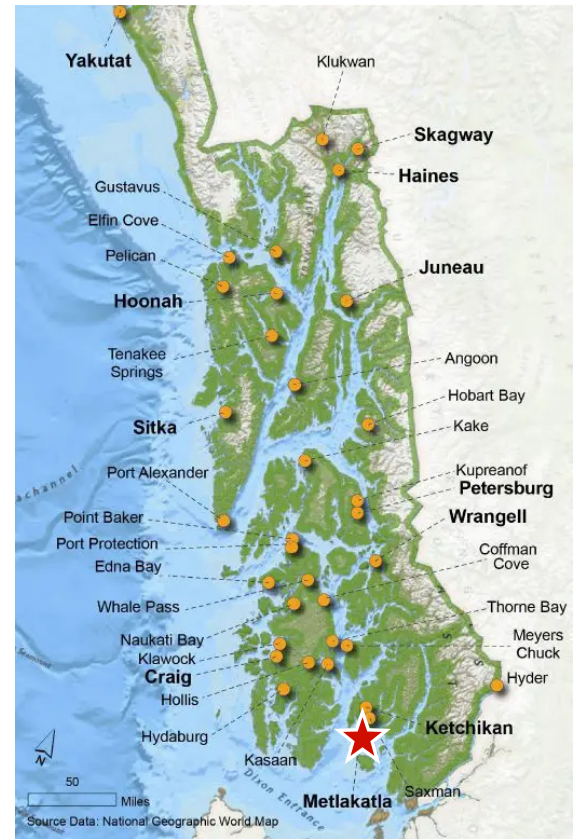 Yakutat
Klukwan
Skagway
Haines
Gustavus
Elfin Cove
Pelican
Juneau
Hoonah
Tenakee
Springs
Angoon
Hobart Bay
Sitka
Kake
Port Alexander
Kupreanof
Petersburg
Point Baker
Wrangell
Port Protection
Coffman
Cove
Edna Bay
Whale Pass
Thorne Bay
Naukati Bay
Meyers
Chuck
Klawock
Craig
Hyder
Hollis
Ketchikan
Hydaburg
Kasaan
Saxman
Metlakatla
Dixon Entrance
N
50
Miles
Source Data: National Geographic World Map